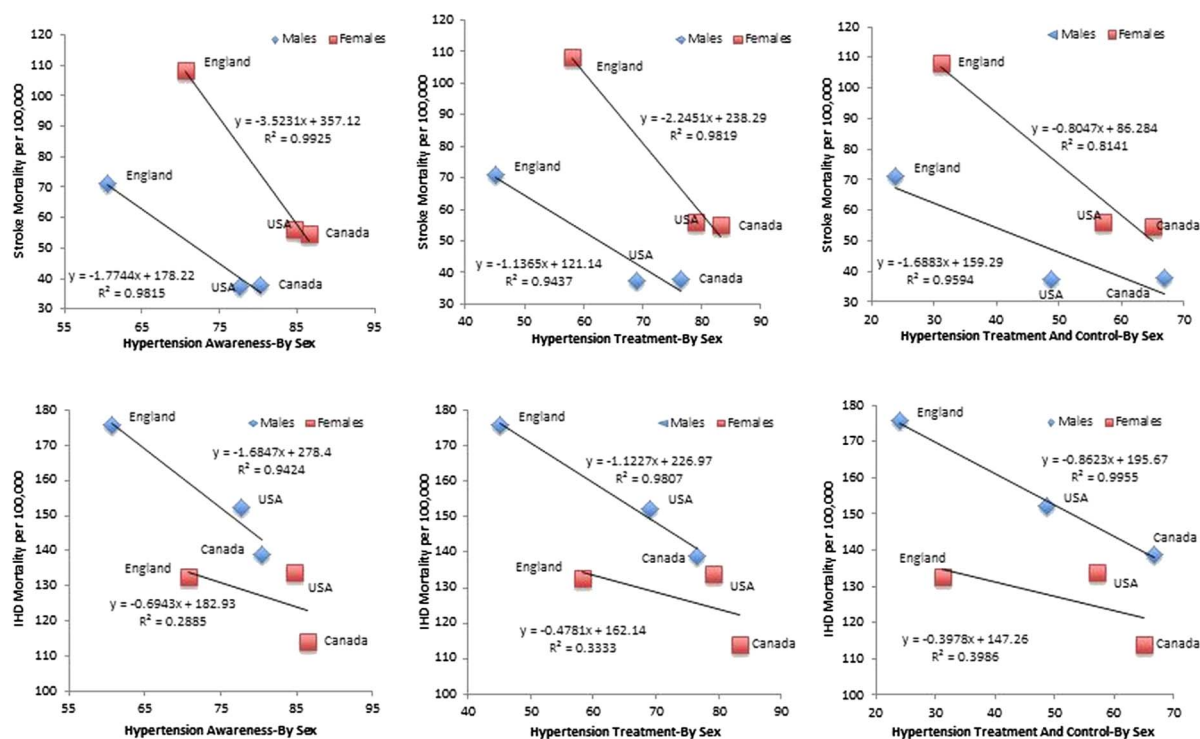 Stroke Mortality per 100,000
120
110
100
90
80
70
60
50
40
30
Males Females
England
y = -3.5231x + 357.12
R² = 0.9925
England
USA
Canada
y = -1.7744x + 178.22
R² = 0.9815
USA
Canada
55 65 75 85 95
Hypertension Awareness-By Sex
Stroke Mortality per 100,000
120
110
100
90
80
70
60
50
40
30
Males Females
England
y = -2.2451x + 238.29
R² = 0.9819
England
USA
Canada
USA
y = -1.1365x + 121.14
R² = 0.9437
Canada
40 50 60 70 80 90
Hypertension Treatment-By Sex
Stroke Mortality per 100,000
120
110
100
90
80
70
60
50
40
30
Males Females
England
y = -0.8047x + 86.284
R² = 0.8141
England
USA
Canada
y = -1.6883x + 159.29
R² = 0.9594
USA
Canada
20 30 40 50 60 70
Hypertension Treatment And Control-By Sex
IHD Mortality per 100,000
180
170
160
150
140
130
120
110
100
England
Males Females
y = -1.6847x + 278.4
R² = 0.9424
USA
Canada
England
USA
y = -0.6943x + 182.93
R² = 0.2885
Canada
55 65 75 85 95
Hypertension Awareness-By Sex
IHD Mortality per 100,000
180
170
160
150
140
130
120
110
100
England
Males Females
y = -1.1227x + 226.97
R² = 0.9807
USA
Canada
England
USA
y = -0.4781x + 162.14
R² = 0.3333
Canada
40 50 60 70 80 90
Hypertension Treatment-By Sex
IHD Mortality per 100,000
180
170
160
150
140
130
120
110
100
England
Males Females
y = -0.8623x + 195.67
R² = 0.9955
USA
Canada
England
USA
y = -0.3978x + 147.26
R² = 0.3986
Canada
20 30 40 50 60 70
Hypertension Treatment And Control-By Sex